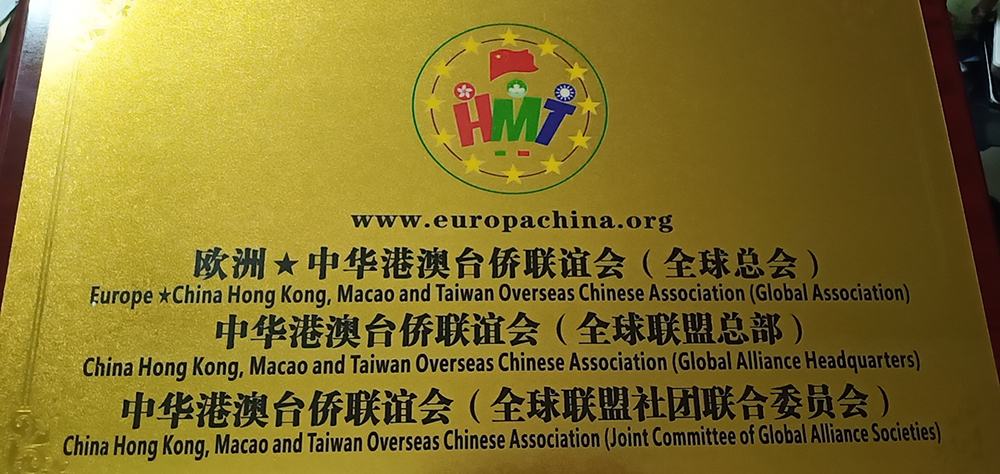 HMT
www.europachina.org
欧洲★中华港澳台侨联谊会（全球总会）
Europe ★China Hong Kong, Macao and Taiwan Overseas Chinese Association (Global Association)
中华港澳台侨联谊会（全球联盟总部）
China Hong Kong, Macao and Taiwan Overseas Chinese Association (Global Alliance Headquarters)
中华港澳台侨联谊会（全球联盟社团联合委员会）
China Hong Kong, Macao and Taiwan Overseas Chinese Association (Joint Committee of Global Alliance Societies)